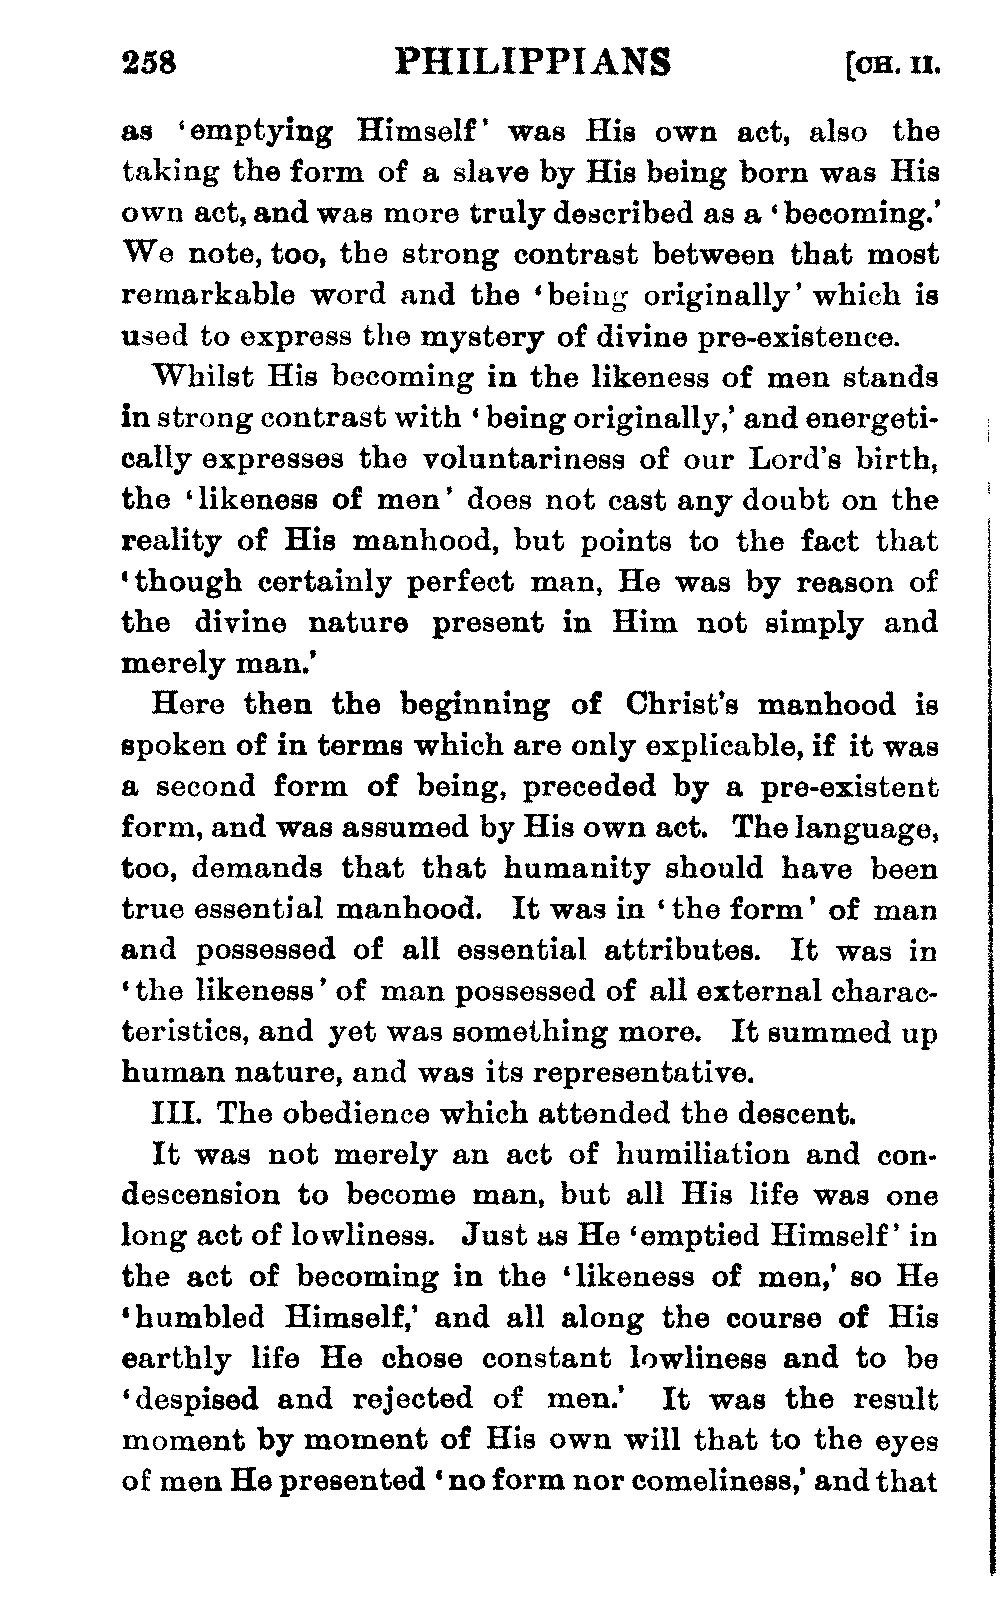 258 PHILIPPIANS [CH. II.
as 'emptying Himself' was His own act, also the
taking the form of a slave by His being born was His
own act, and was more truly described as a 'becoming.'
We note, too, the strong contrast between that most
remarkable word and the 'being originally' which is
used to express the mystery of divine pre-existence.
Whilst His becoming in the likeness of men stands
in strong contrast with 'being originally,' and energeti-
cally expresses the voluntariness of our Lord's birth,
the 'likeness of men' does not cast any doubt on the
reality of His manhood, but points to the fact that
'though certainly perfect man, He was by reason of
the divine nature present in Him not simply and
merely man.'
Here then the beginning of Christ's manhood is
spoken of in terms which are only explicable, if it was
a second form of being, preceded by a pre-existent
form, and was assumed by His own act. The language,
too, demands that that humanity should have been
true essential manhood. It was in 'the form' of man
and possessed of all essential attributes. It was in
'the likeness' of man possessed of all external charac-
teristics, and yet was something more. It summed up
human nature, and was its representative.
III. The obedience which attended the descent.
It was not merely an act of humiliation and con-
descension to become man, but all His life was one
long act of lowliness. Just as He 'emptied Himself' in
the act of becoming in the 'likeness of men,' so He
'humbled Himself,' and all along the course of His
earthly life He chose constant lowliness and to be
'despised and rejected of men.' It was the result
moment by moment of His own will that to the eyes
of men He presented 'no form nor comeliness,' and that